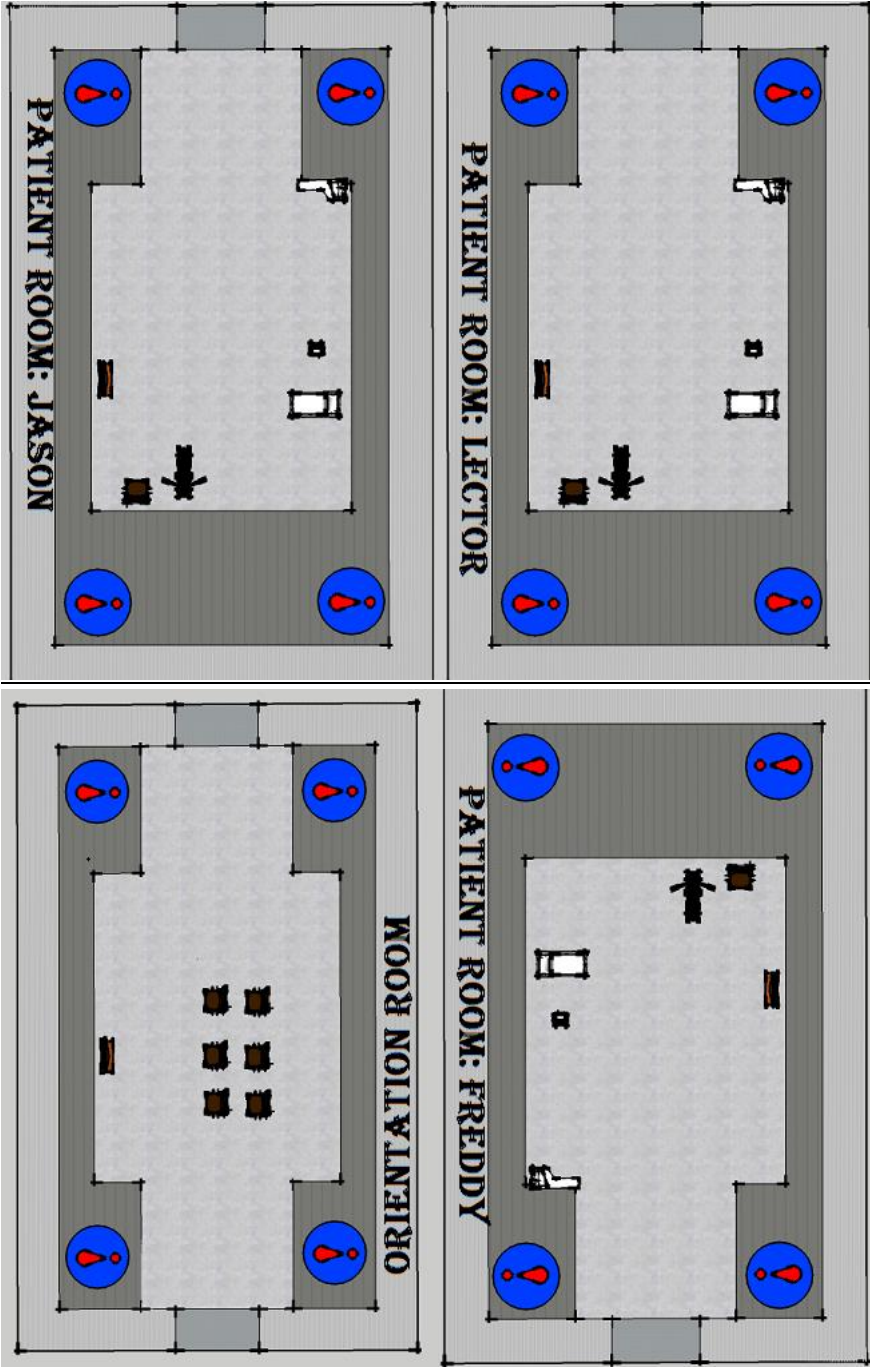 PATIENT ROOM: JASON
PATIENT ROOM: LECTOR
ORIENTATION ROOM
PATIENT ROOM: FREDDY